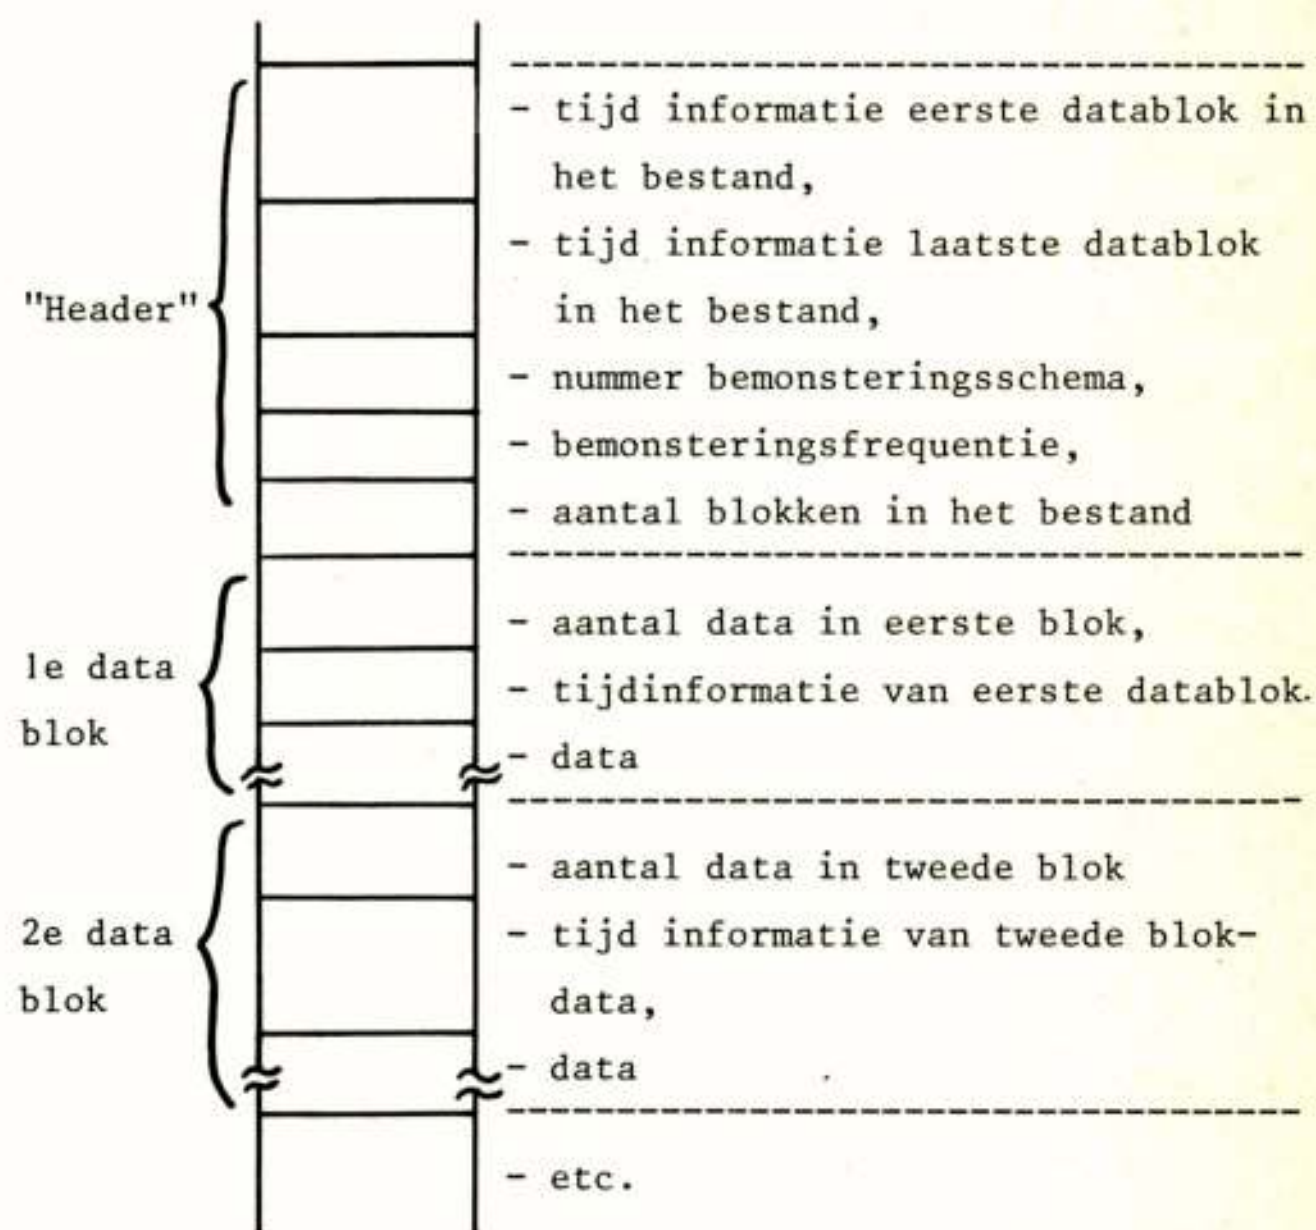 - tijd informatie eerste datablok in
het bestand,
- tijd informatie laatste datablok
in het bestand,
"Header"
- nummer bemonsteringsschema,
- bemonsteringsfrequentie,
- aantal blokken in het bestand
- aantal data in eerste blok,
1e data
blok
- tijdinformatie van eerste datablok.
- data
- aantal data in tweede blok
2e data
blok
- tijd informatie van tweede blok-
data,
- data
- etc.